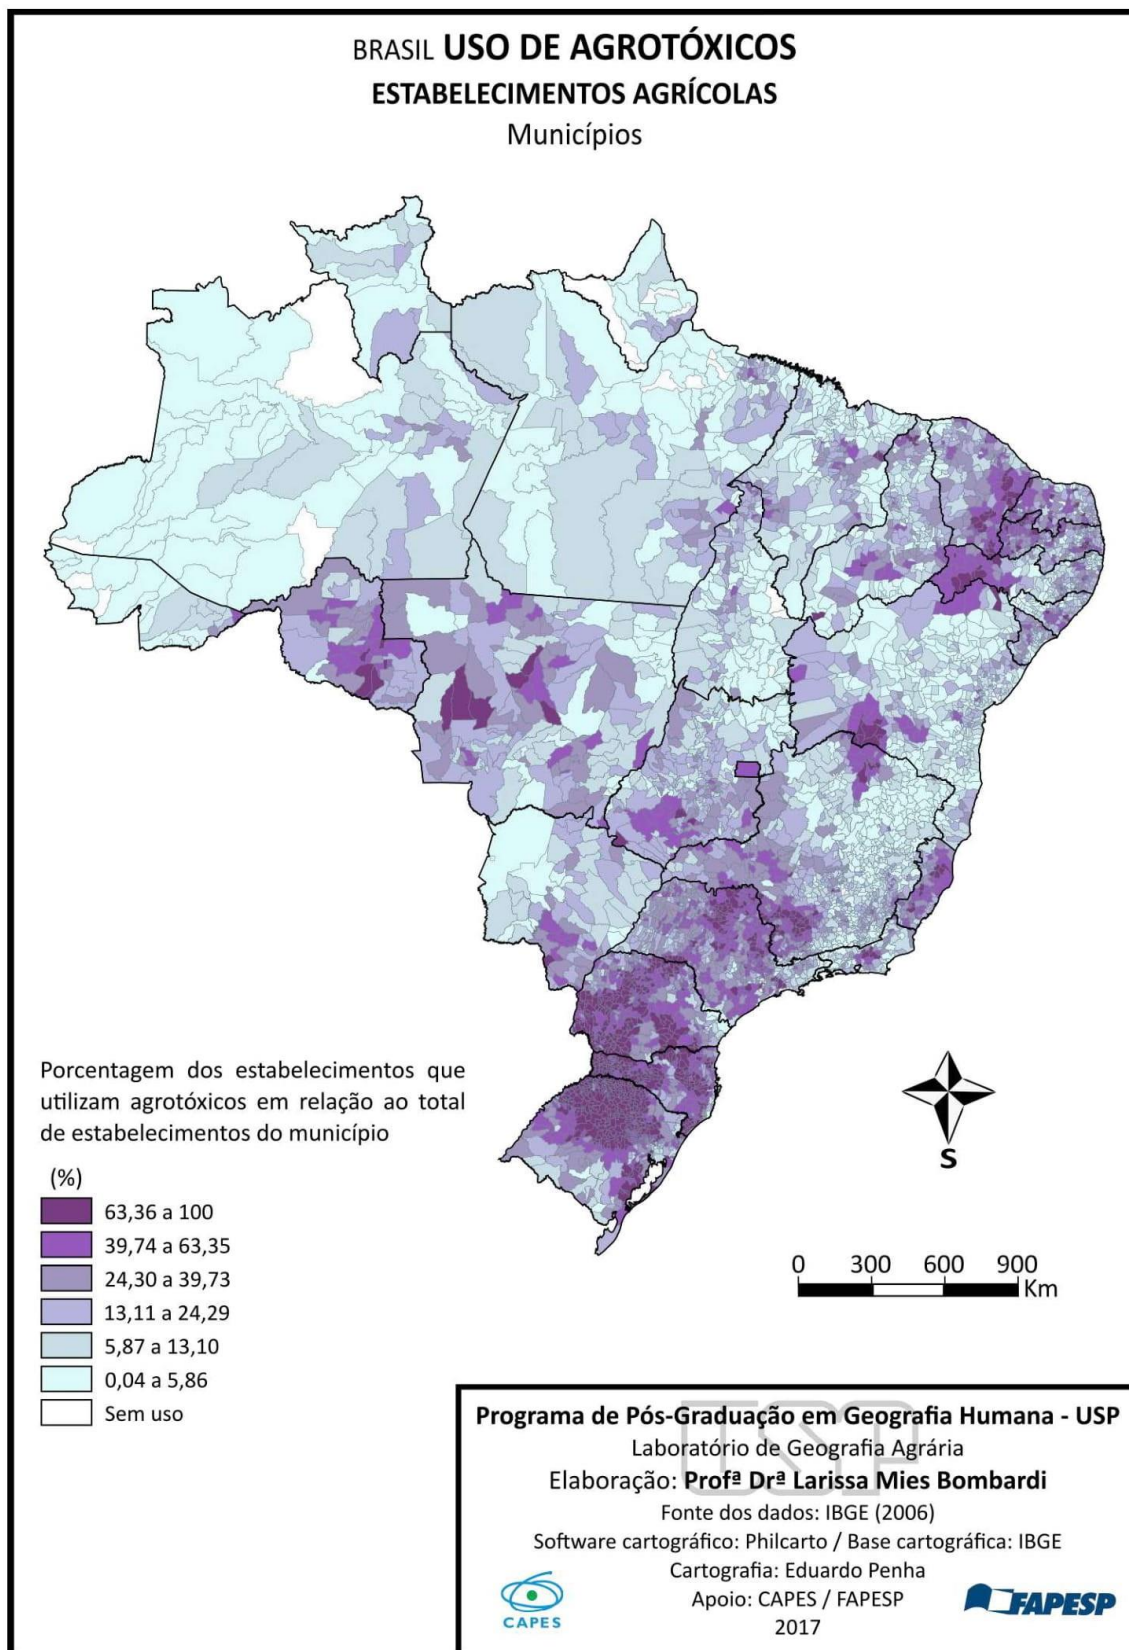 BRASIL USO DE AGROTÓXICOS
ESTABELECIMENTOS AGRÍCOLAS
Municípios
Porcentagem dos estabelecimentos que
utilizam agrotóxicos em relação ao total
de estabelecimentos do município
(%)
63,36 a 100
39,74 a 63,35
24,30 a 39,73
13,11 a 24,29
5,87 a 13,10
0,04 a 5,86
Sem uso
S
0 300 600 900
Km
USP
Programa de Pós-Graduação em Geografia Humana - USP
Laboratório de Geografia Agrária
Elaboração: Profª Drª Larissa Mies Bombardi
Fonte dos dados: IBGE (2006)
Software cartográfico: Philcarto / Base cartográfica: IBGE
Cartografia: Eduardo Penha
Apoio: CAPES / FAPESP
2017
CAPES
FAPESP